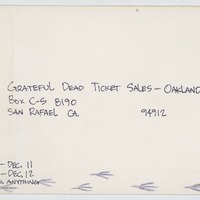 GRATEFUL DEAD TICKET SALES - OAKLAND
BOX C-S 8190
SAN RAFAEL CA. 94912
- DEC. 11
- DEC. 12
ANYTHING